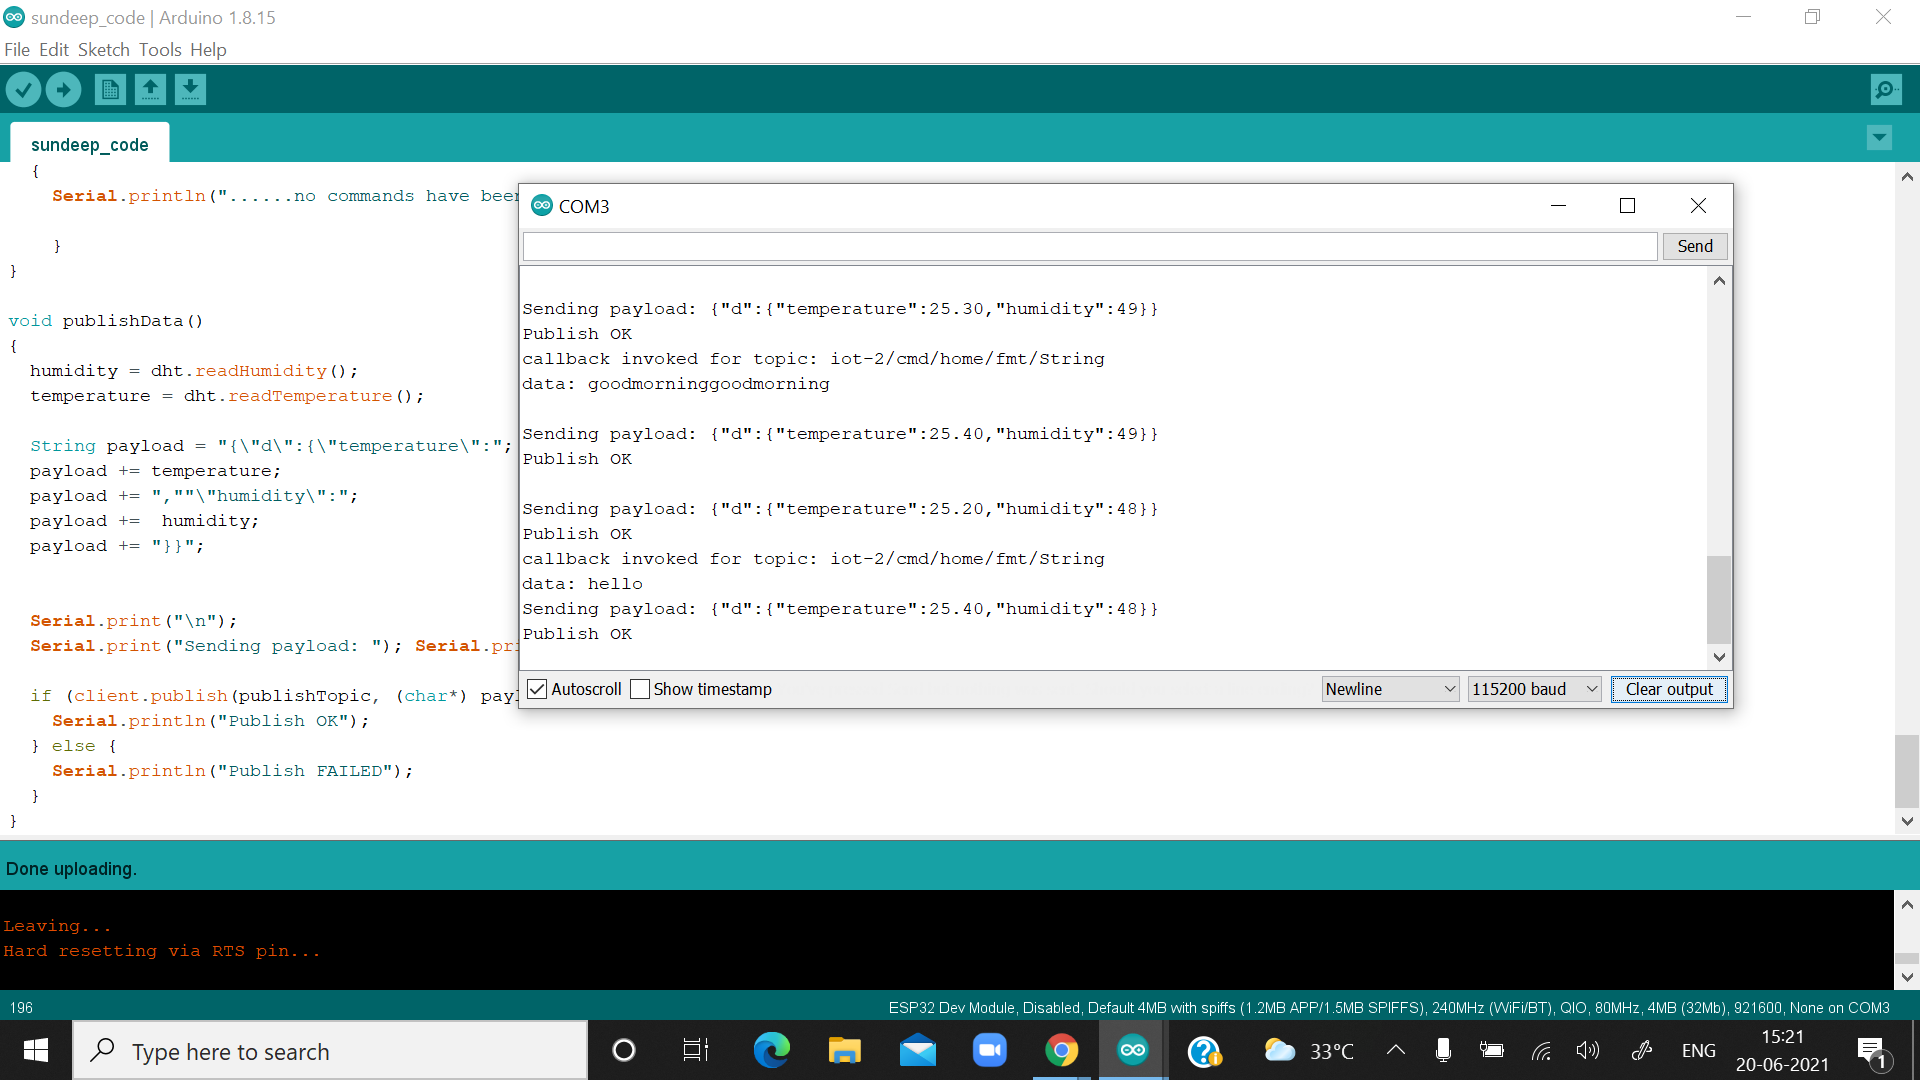 sundeep_code | Arduino 1.8.15
File Edit Sketch Tools Help
sundeep_code
{
Serial.println("......no commands have been
}
}
void publishData()
{
humidity = dht.readHumidity();
temperature = dht.readTemperature();
String payload = "{\"d\":{\"temperature\":";
payload += temperature;
payload += ",""\"humidity\":";
payload +=  humidity;
payload += "}}";
Serial.print("\n");
Serial.print("Sending payload: "); Serial.pri
if (client.publish(publishTopic, (char*) payl
Serial.println("Publish OK");
} else {
Serial.println("Publish FAILED");
}
}
COM3
Send
Sending payload: {"d":{"temperature":25.30,"humidity":49}}
Publish OK
callback invoked for topic: iot-2/cmd/home/fmt/String
data: goodmorninggoodmorning
Sending payload: {"d":{"temperature":25.40,"humidity":49}}
Publish OK
Sending payload: {"d":{"temperature":25.20,"humidity":48}}
Publish OK
callback invoked for topic: iot-2/cmd/home/fmt/String
data: hello
Sending payload: {"d":{"temperature":25.40,"humidity":48}}
Publish OK
Autoscroll Show timestamp Newline 115200 baud Clear output
Done uploading.
Leaving...
Hard resetting via RTS pin...
196 ESP32 Dev Module, Disabled, Default 4MB with spiffs (1.2MB APP/1.5MB SPIFFS), 240MHz (WiFi/BT), QIO, 80MHz, 4MB (32Mb), 921600, None on COM3
Type here to search
33°C
ENG
15:21
20-06-2021
1